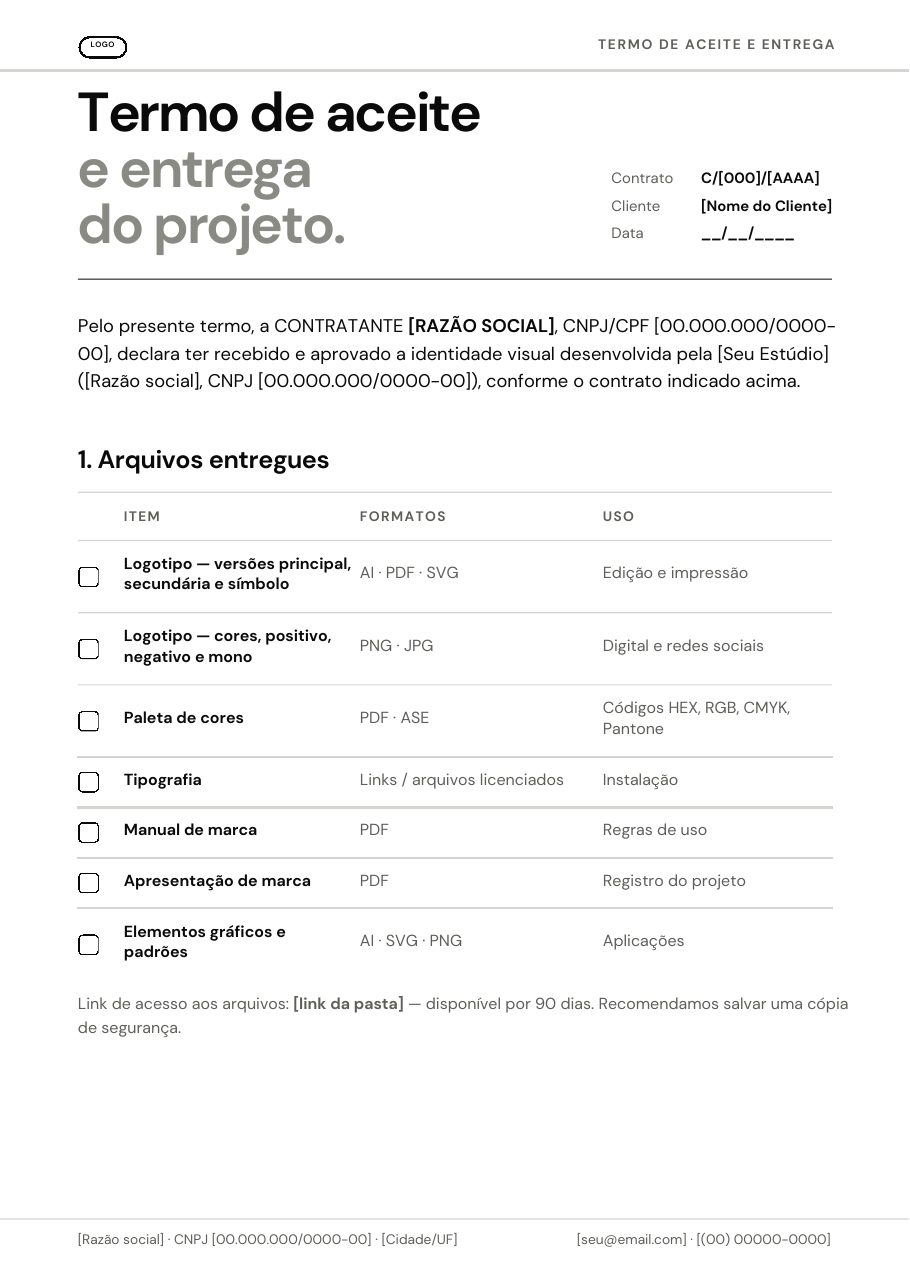 LOGO
TERMO DE ACEITE E ENTREGA
Termo de aceite
e entrega
do projeto.
Contrato C/[000]/[AAAA]
Cliente [Nome do Cliente]
Data __/__/____
Pelo presente termo, a CONTRATANTE [RAZÃO SOCIAL], CNPJ/CPF [00.000.000/0000-
00], declara ter recebido e aprovado a identidade visual desenvolvida pela [Seu Estúdio]
([Razão social], CNPJ [00.000.000/0000-00]), conforme o contrato indicado acima.
1. Arquivos entregues
ITEM FORMATOS USO
Logotipo — versões principal,
secundária e símbolo
AI · PDF · SVG
Edição e impressão
Logotipo — cores, positivo,
negativo e mono
PNG · JPG
Digital e redes sociais
Paleta de cores
PDF · ASE
Códigos HEX, RGB, CMYK,
Pantone
Tipografia Links / arquivos licenciados Instalação
Manual de marca PDF Regras de uso
Apresentação de marca PDF Registro do projeto
Elementos gráficos e
padrões
AI · SVG · PNG
Aplicações
Link de acesso aos arquivos: [link da pasta] — disponível por 90 dias. Recomendamos salvar uma cópia
de segurança.
[Razão social] · CNPJ [00.000.000/0000-00] · [Cidade/UF]
[seu@email.com] · [(00) 00000-0000]